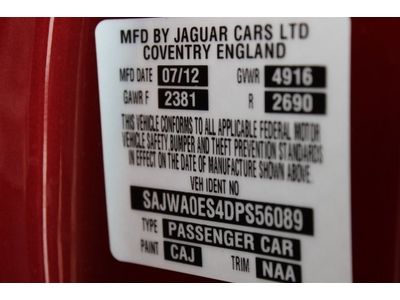 MFD BY JAGUAR CARS LTD
COVENTRY ENGLAND
MFD DATE 07/12 GVWR 4916
GAWR F 2381 R 2690
THIS VEHICLE CONFORMS TO ALL APPLICABLE FEDERAL MOTOR
VEHICLE SAFETY BUMPER AND THEFT PREVENTION STANDARDS
IN EFFECT ON THE DATE OF MANUFACTURE SHOWN ABOVE.
VEH IDENT NO
SAJWA0ES4DPS56089
TYPE PASSENGER CAR
PAINT CAJ TRIM NAA